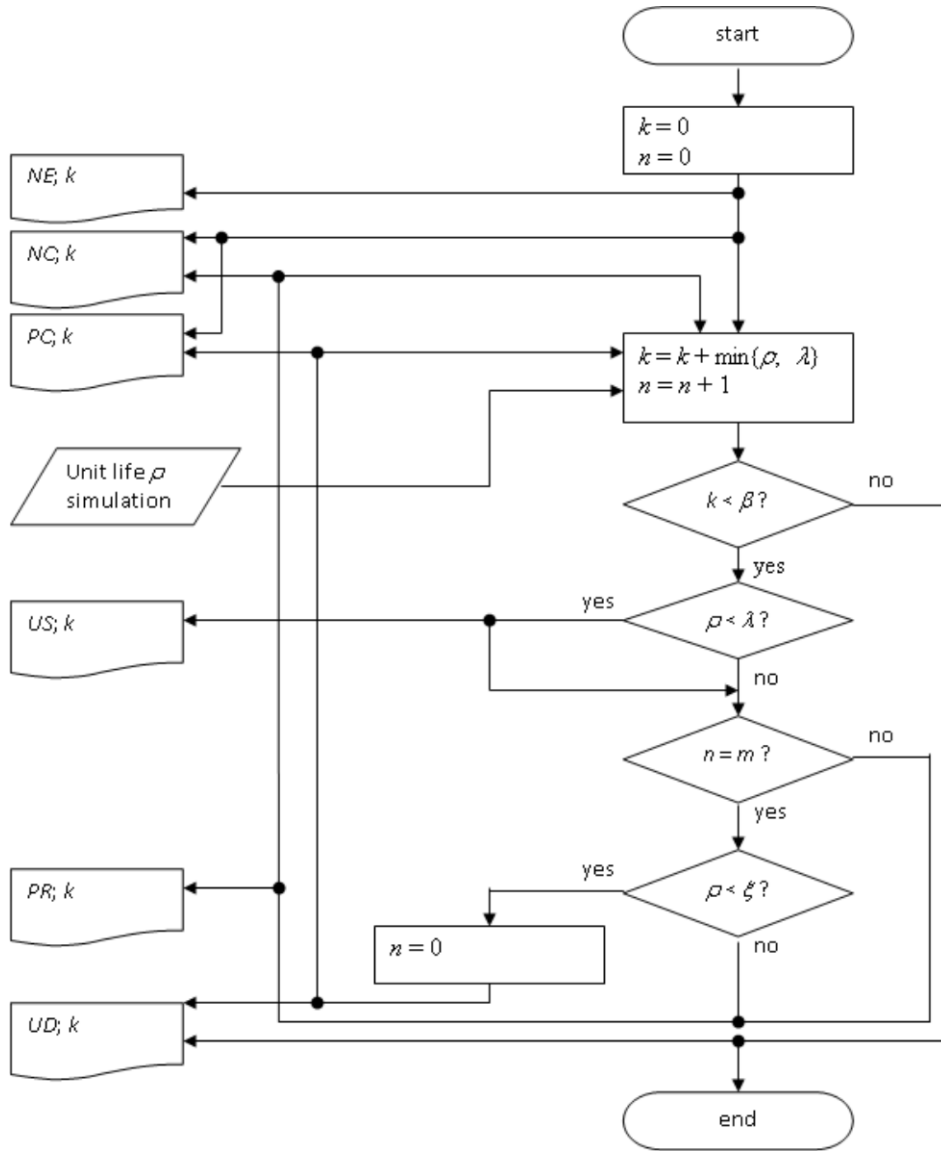 start
k = 0
n = 0
NE; k
NC; k
PC; k
k = k + min{ρ, λ}
n = n + 1
Unit life ρ
simulation
k < β ?
no
yes
US; k
yes
ρ < λ ?
no
n = m ?
no
yes
PR; k
yes
ρ < ξ ?
no
n = 0
UD; k
end